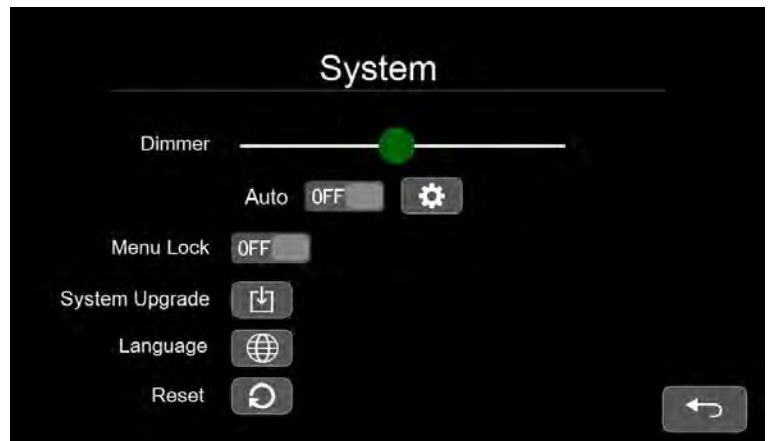 System
Dimmer
Auto OFF
Menu Lock OFF
System Upgrade
Language
Reset